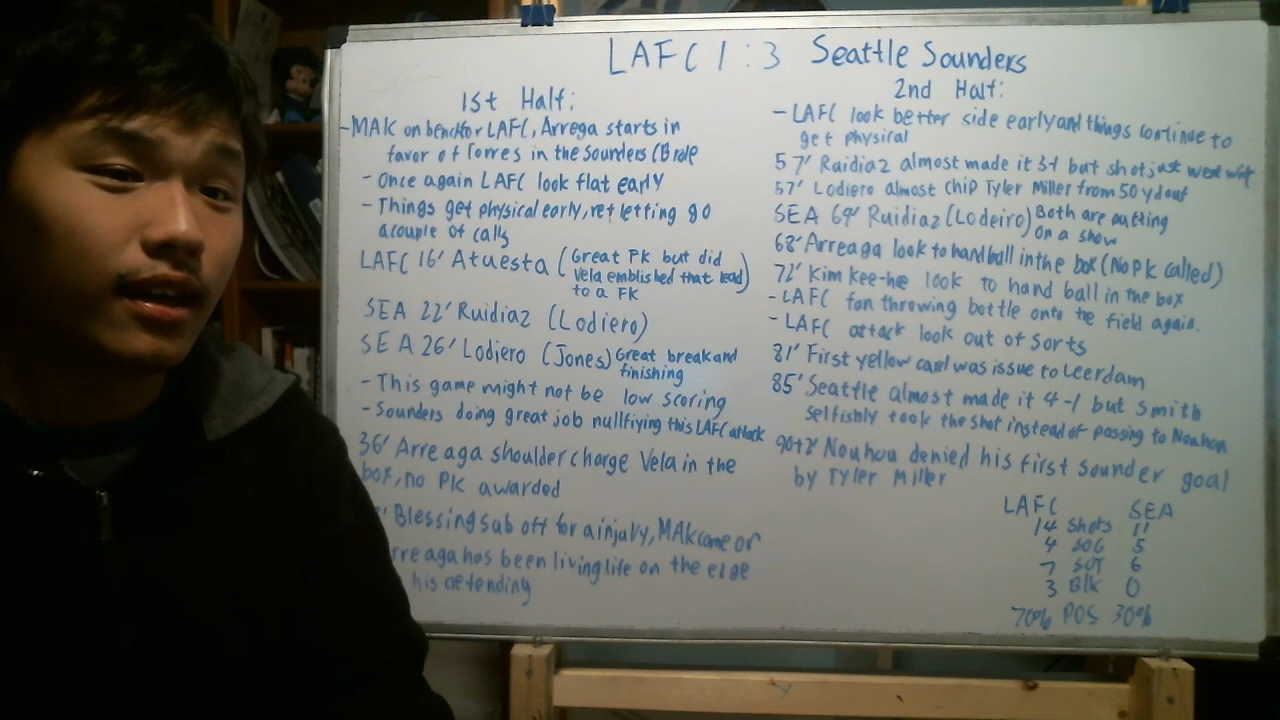 LAFC 1 : 3 Seattle Sounders
1st Half:
-MAK on bench for LAFC, Arrega starts in
favor of Torres in the Sounders CB role
- Once again LAFC look flat early
- Things get physical early, ref letting go
a couple of calls
LAFC 16' Atuesta (Great FK but did
Vela emblished that lead)
to a FK
SEA 22' Ruidiaz (Lodiero)
SEA 26' Lodiero (Jones) Great break and
finishing
- This game might not be low scoring
- Sounders doing great job nullfiying this LAFC attack
36' Arreaga shoulder charge Vela in the
box, no PK awarded
' Blessing sub off for a injury, MAK came on
rreaga has been living life on the edge
his defending
2nd Half:
- LAFC look better side early and things continue to
get physical
57' Raidiaz almost made it 3-1 but shot just went wide
57' Lodiero almost chip Tyler Miller from 50 yd out
SEA 64' Ruidiaz (Lodeiro) Both are putting
on a show
68' Arreaga look to hand ball in the box (No PK called)
72' Kim Kee-hee look to hand ball in the box
- LAFC fan throwing bottle onto the field again.
- LAFC attack look out of sorts
81' First yellow card was issue to Leerdam
85' Seattle almost made it 4-1 but Smith
selfishly took the shot instead of passing to Nouhou
90+2' Nouhou denied his first sounder goal
by Tyler Miller
LAFC SEA
14 Shots 11
4 SOG 5
7 SOT 6
3 Blk 0
70% POS 30%